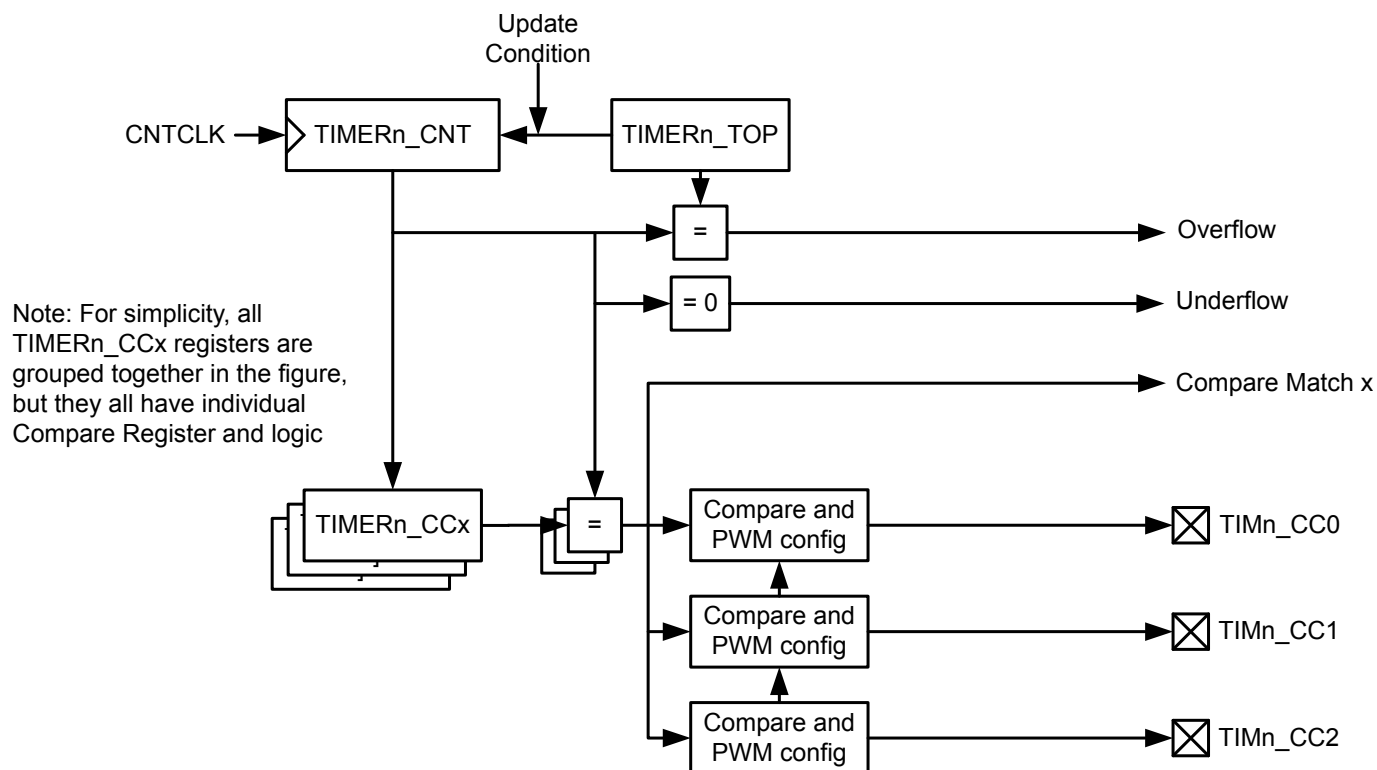 Update
Condition
CNTCLK
TIMERn_CNT
TIMERn_TOP
=
Overflow
= 0
Underflow
Note: For simplicity, all
TIMERn_CCx registers are
grouped together in the figure,
but they all have individual
Compare Register and logic
Compare Match x
TIMERn_CCx
=
Compare and
PWM config
TIMn_CC0
Compare and
PWM config
TIMn_CC1
Compare and
PWM config
TIMn_CC2